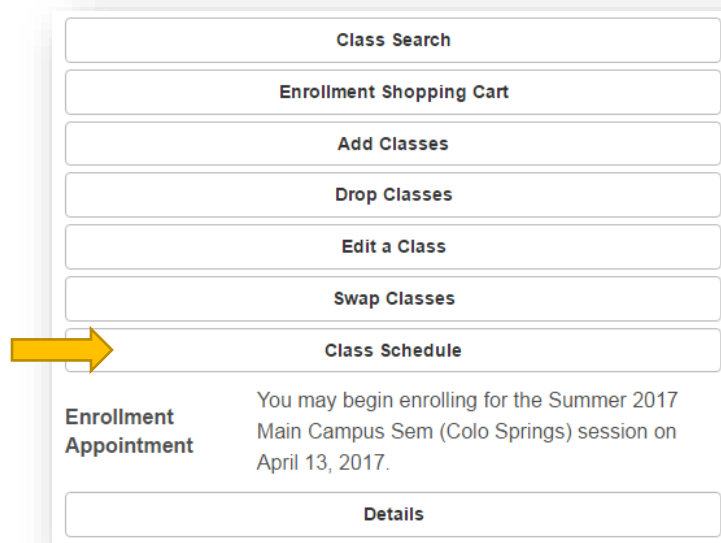 Class Search
Enrollment Shopping Cart
Add Classes
Drop Classes
Edit a Class
Swap Classes
Class Schedule
Enrollment
Appointment
You may begin enrolling for the Summer 2017
Main Campus Sem (Colo Springs) session on
April 13, 2017.
Details